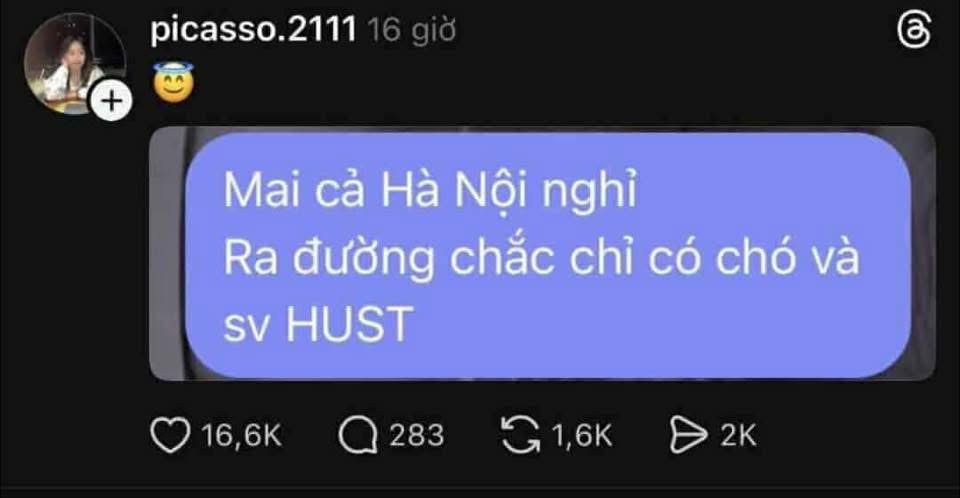 picasso.2111 16 giờ
Mai cả Hà Nội nghỉ
Ra đường chắc chỉ có chó và
sv HUST
16,6K 283 1,6K 2K